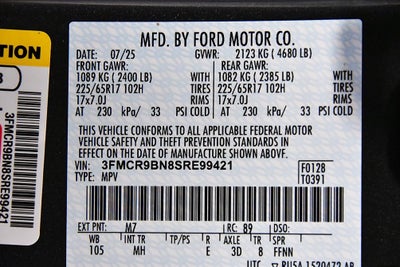 TION
3
3FMCR9BN8SRE99421
MFD. BY FORD MOTOR CO.
DATE: 07/25 GVWR: 2123 KG ( 4680 LB)
FRONT GAWR: REAR GAWR:
1089 KG ( 2400 LB) WITH 1082 KG ( 2385 LB) WITH
225/65R17 102H TIRES 225/65R17 102H TIRES
17x7.0J RIMS 17x7.0J RIMS
AT 230 kPa/ 33 PSI COLD AT 230 kPa/ 33 PSI COLD
THIS VEHICLE CONFORMS TO ALL APPLICABLE FEDERAL MOTOR
VEHICLE SAFETY AND THEFT PREVENTION STANDARDS IN
EFFECT ON THE DATE OF MANUFACTURE SHOWN ABOVE.
VIN: 3FMCR9BN8SRE99421 F0128
TYPE: MPV T0391
EXT PNT: M7 RC: 89 DSO:
WB INT TR TP/PS R AXLE TR SPR
105 MH E 3D 8 FFNN
UTC